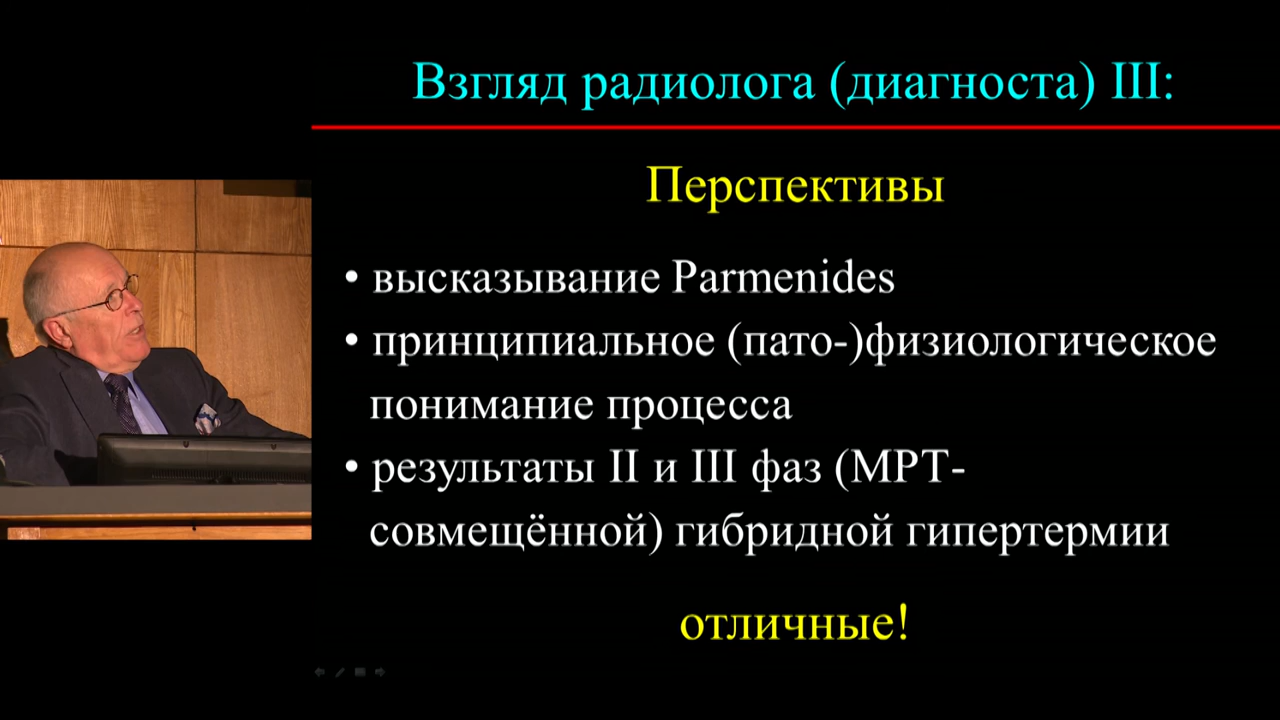 Взгляд радиолога (диагноста) III:
Перспективы
• высказывание Parmenides
• принципиальное (пато-)физиологическое
понимание процесса
• результаты II и III фаз (МРТ-
совмещённой) гибридной гипертермии
отличные!